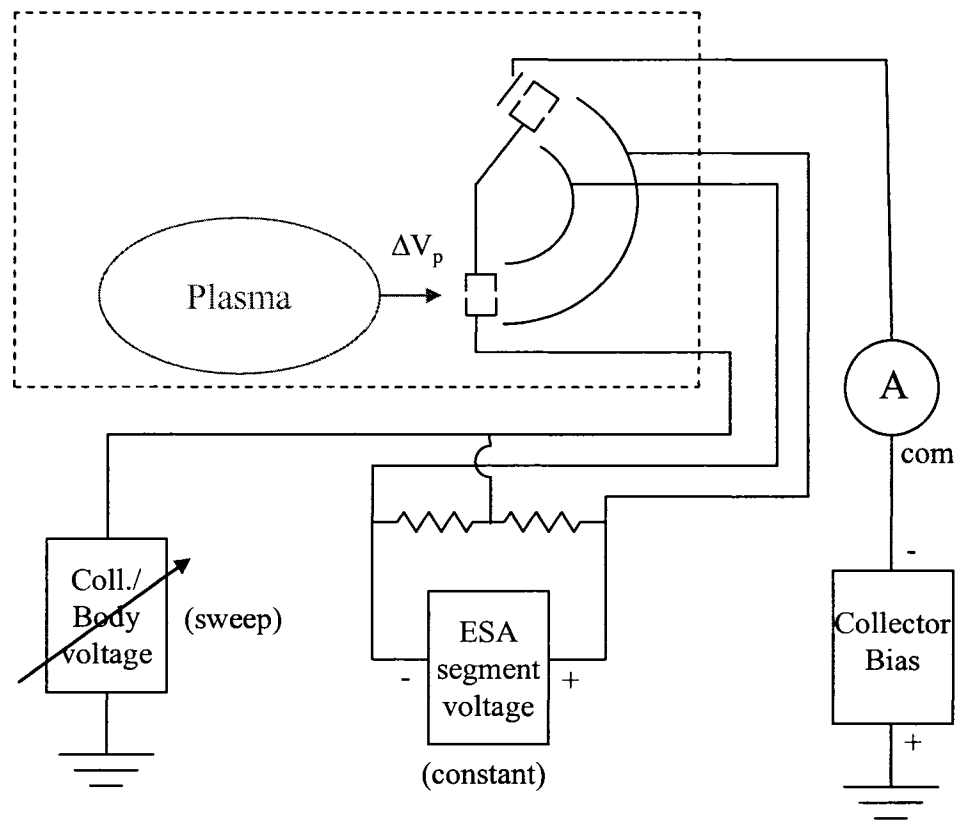 ΔVp
Plasma
A
com
-
Coll./
Body
voltage
(sweep)
ESA
segment
voltage
-
+
(constant)
Collector
Bias
+